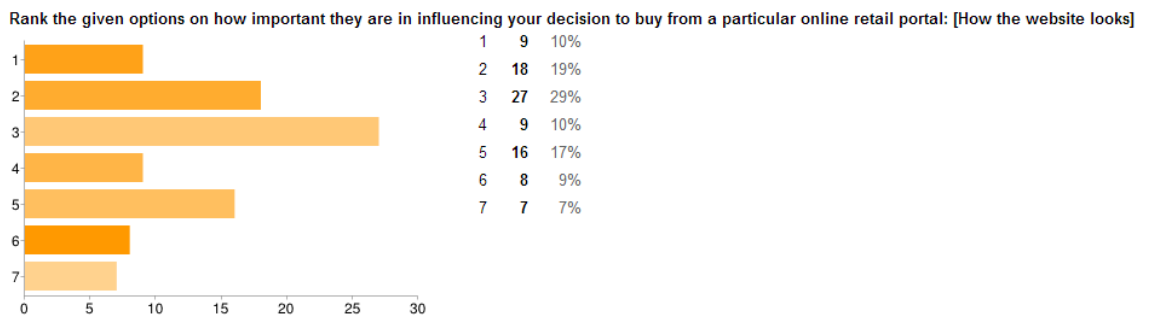 Rank the given options on how important they are in influencing your decision to buy from a particular online retail portal: [How the website looks]
1 9 10%
2 18 19%
3 27 29%
4 9 10%
5 16 17%
6 8 9%
7 7 7%
1
2
3
4
5
6
7
0 5 10 15 20 25 30